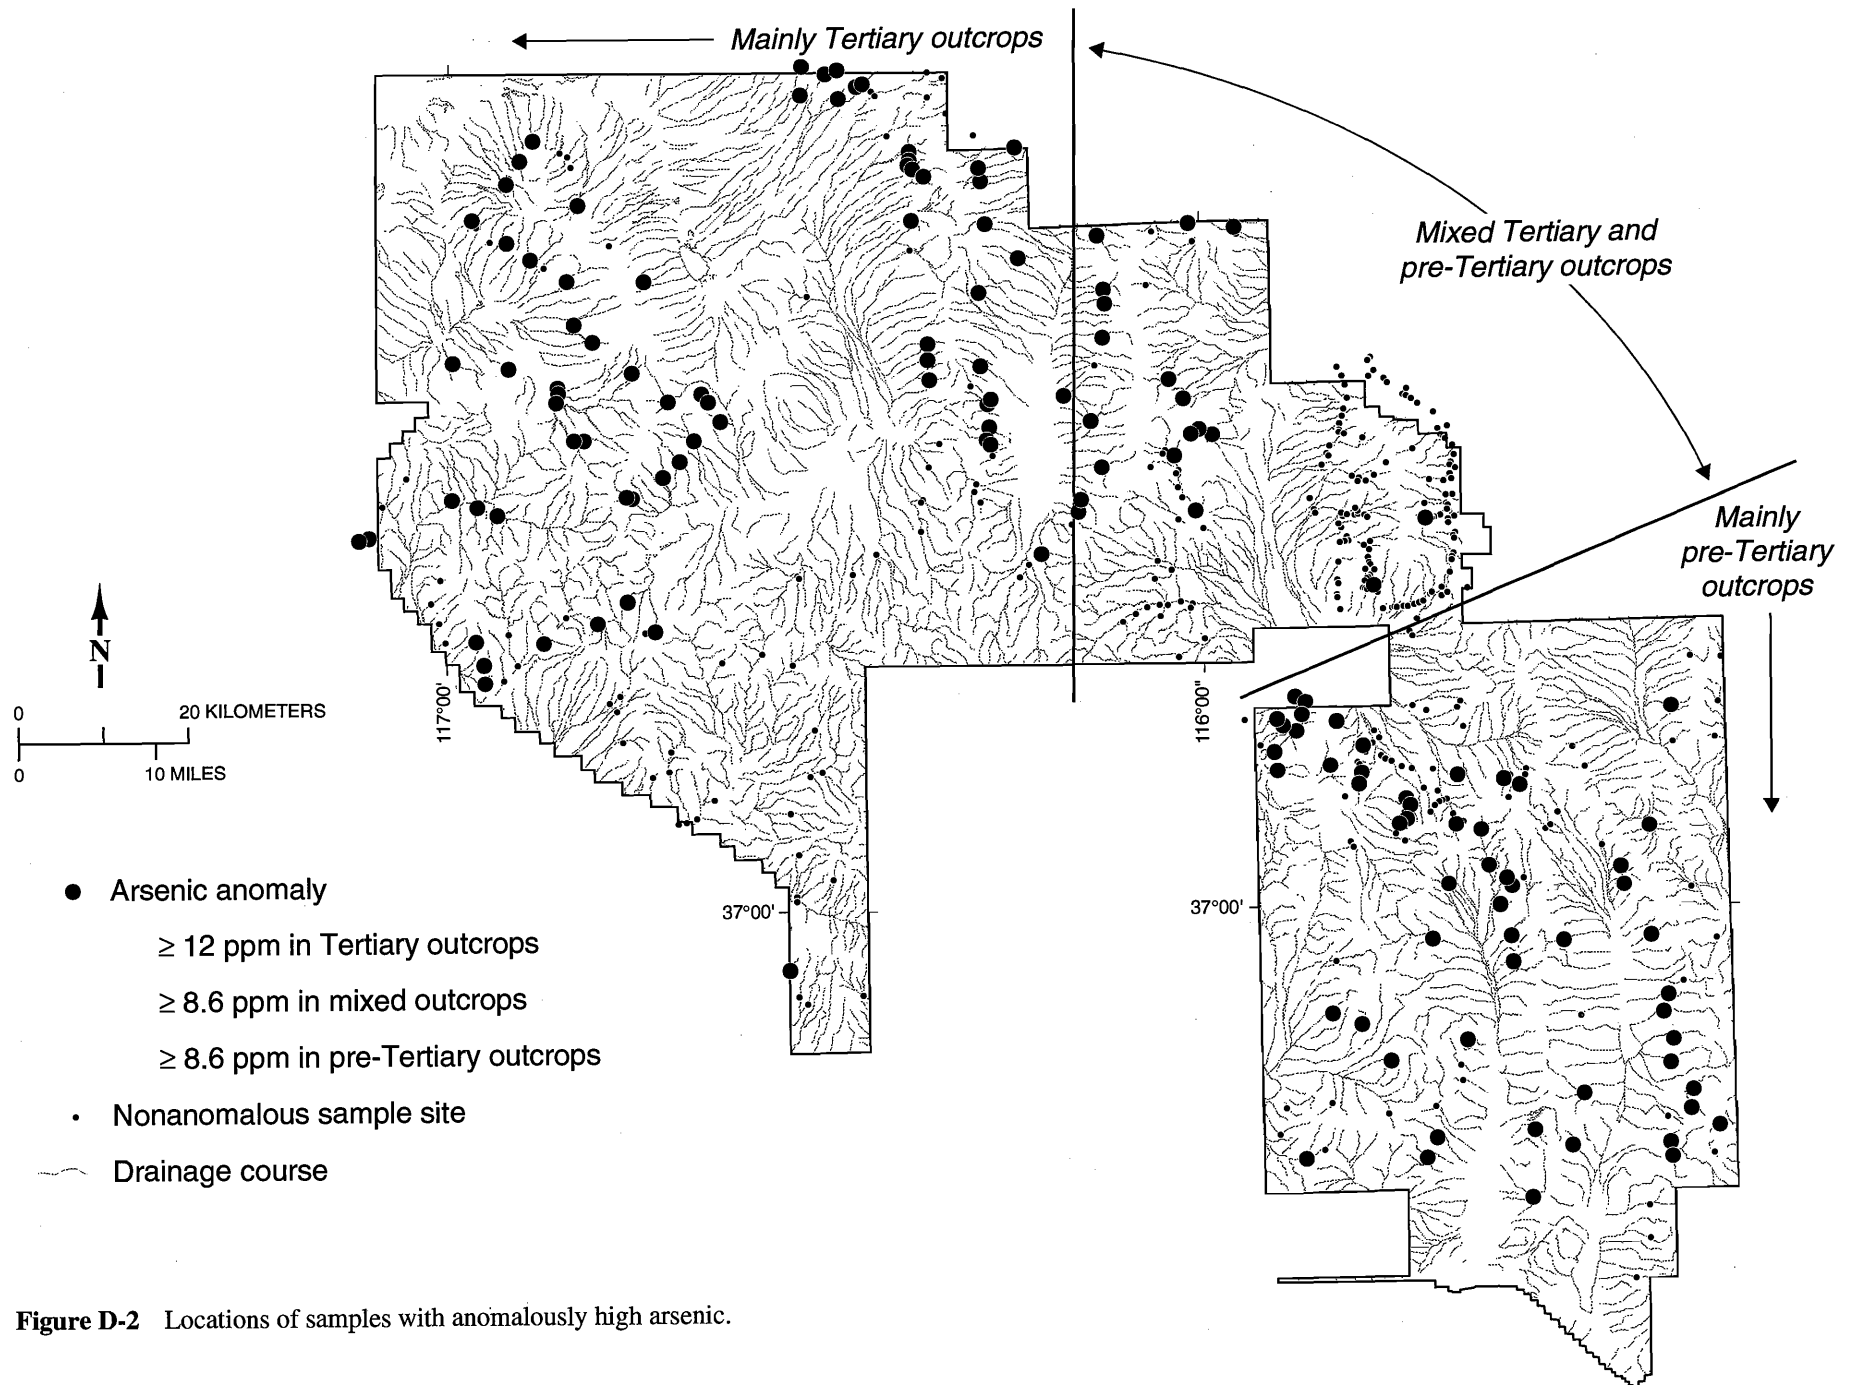 Mainly Tertiary outcrops
Mixed Tertiary and
pre-Tertiary outcrops
Mainly
pre-Tertiary
outcrops
N
0 20 KILOMETERS
0 10 MILES
117°00'
116°00"
37°00'
37°00'
Arsenic anomaly
≥ 12 ppm in Tertiary outcrops
≥ 8.6 ppm in mixed outcrops
≥ 8.6 ppm in pre-Tertiary outcrops
Nonanomalous sample site
Drainage course
Figure D-2 Locations of samples with anomalously high arsenic.